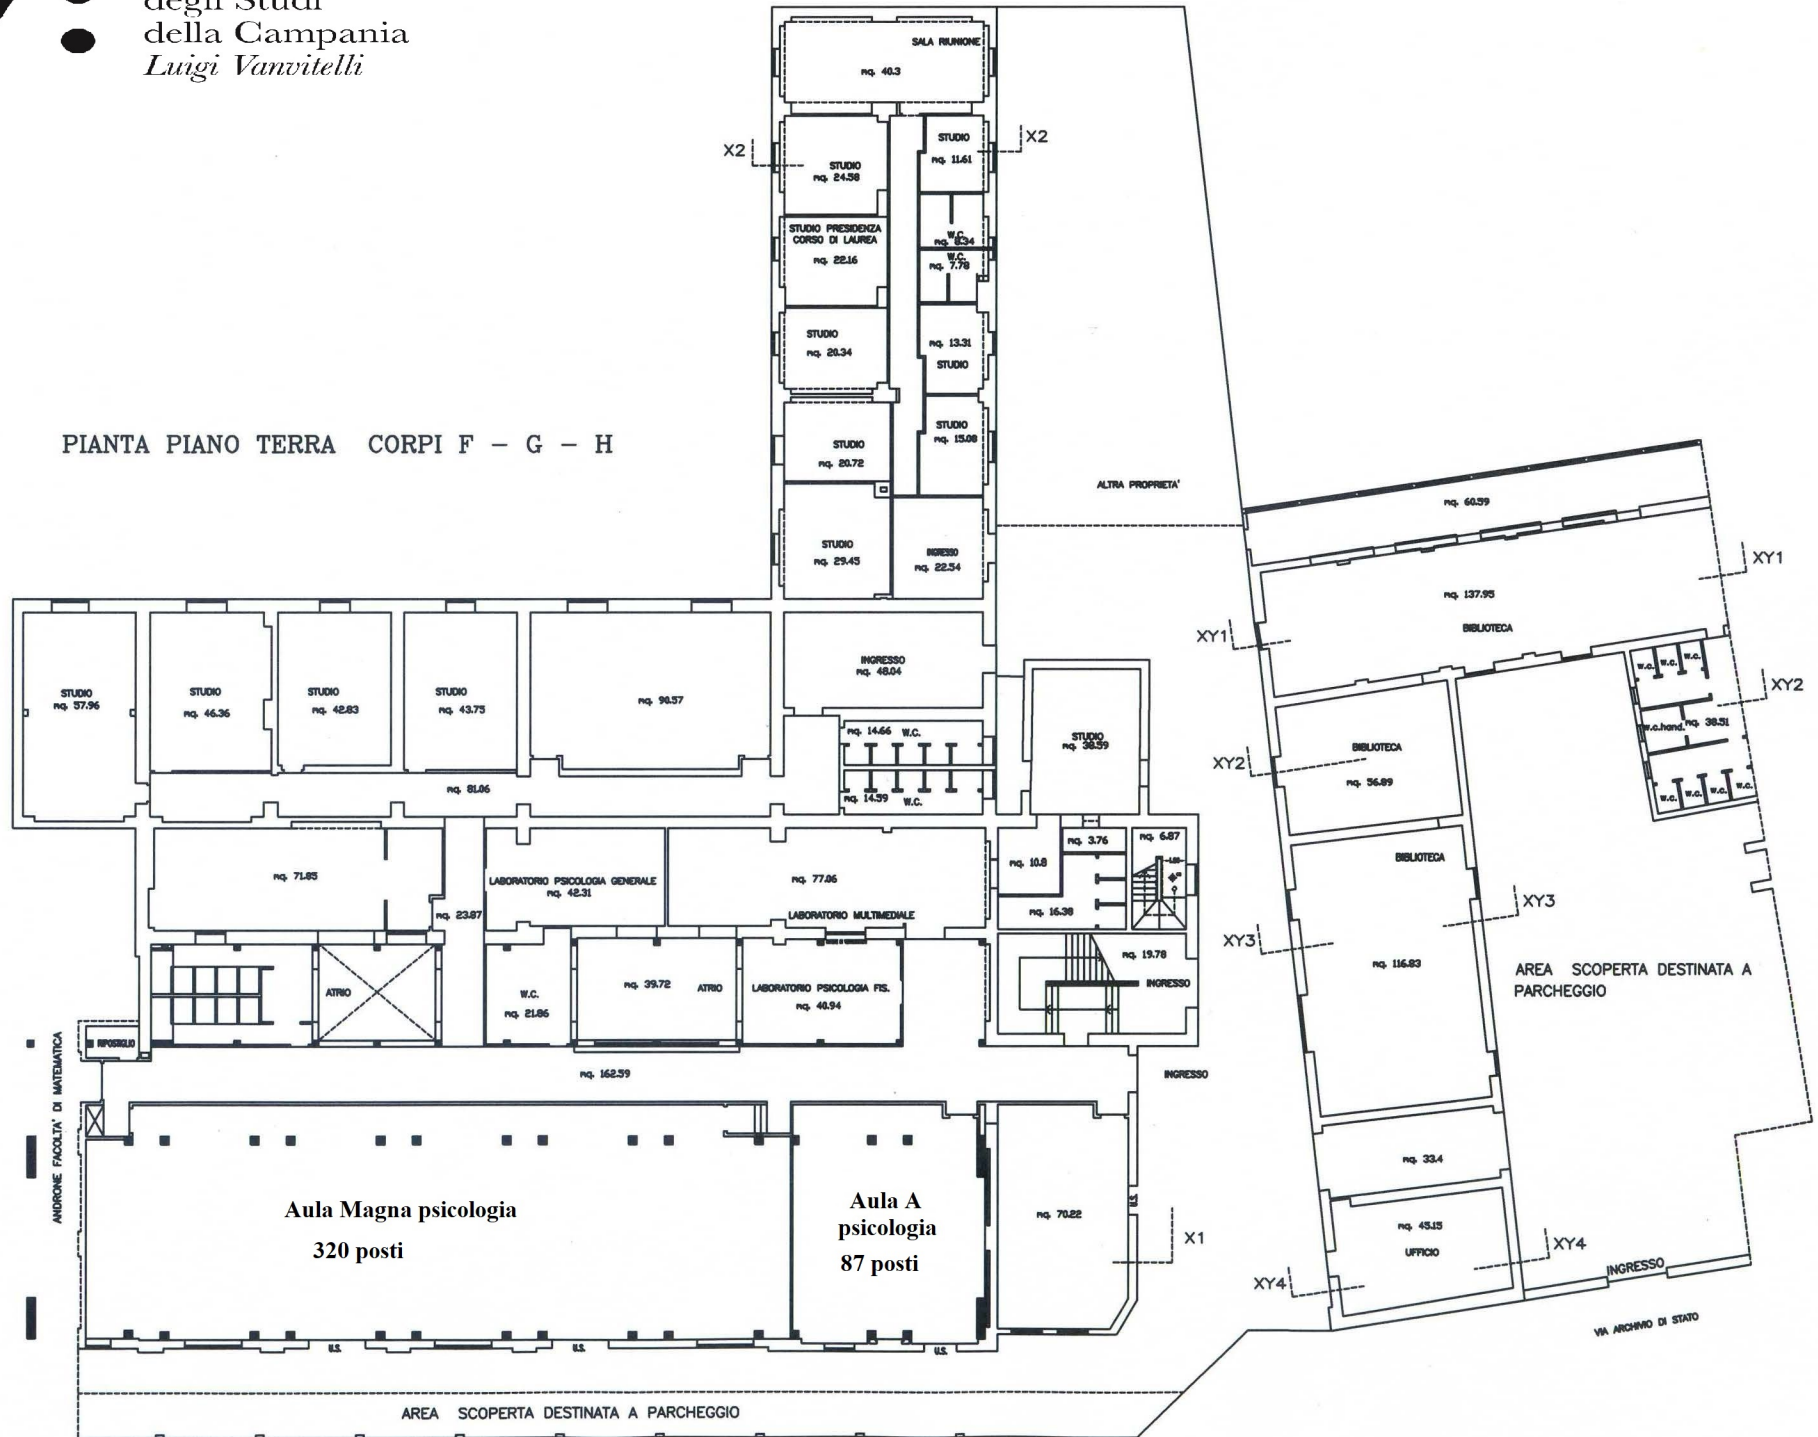 degli Studi
della Campania
Luigi Vanvitelli
SALA RIUNIONE
mq. 40.3
X2
STUDIO
mq. 24.58
STUDIO
mq. 11.61
X2
STUDIO PRESIDENZA
CORSO DI LAUREA
mq. 22.16
W.C.
mq. 8.34
W.C.
mq. 7.78
STUDIO
mq. 20.34
mq. 13.31
STUDIO
STUDIO
mq. 20.72
STUDIO
mq. 15.08
STUDIO
mq. 29.45
INGRESSO
mq. 22.54
PIANTA PIANO TERRA CORPI F - G - H
ALTRA PROPRIETA'
mq. 60.59
XY1
mq. 137.95
BIBLIOTECA
XY1
W.C.
W.C.
W.C.
XY2
w.c.hand.
mq. 38.51
W.C.
W.C.
W.C.
W.C.
BIBLIOTECA
mq. 56.89
XY2
BIBLIOTECA
XY3
mq. 116.83
XY3
AREA SCOPERTA DESTINATA A
PARCHEGGIO
mq. 33.4
mq. 45.15
UFFICIO
XY4
XY4
INGRESSO
VIA ARCHIVIO DI STATO
STUDIO
mq. 57.96
STUDIO
mq. 46.36
STUDIO
mq. 42.83
STUDIO
mq. 43.75
mq. 90.57
INGRESSO
mq. 48.04
mq. 14.66
W.C.
mq. 14.59
W.C.
STUDIO
mq. 38.59
mq. 81.06
mq. 71.85
mq. 23.87
LABORATORIO PSICOLOGIA GENERALE
mq. 42.31
mq. 77.06
LABORATORIO MULTIMEDIALE
mq. 10.8
mq. 3.76
mq. 6.87
mq. 16.38
mq. 19.78
INGRESSO
ATRIO
W.C.
mq. 21.86
mq. 39.72
ATRIO
LABORATORIO PSICOLOGIA FIS.
mq. 40.94
RIPOSTIGLIO
ANDRONE FACOLTA' DI MATEMATICA
mq. 162.59
INGRESSO
Aula Magna psicologia
320 posti
Aula A
psicologia
87 posti
mq. 70.22
U.S.
X1
U.S.
U.S.
U.S.
AREA SCOPERTA DESTINATA A PARCHEGGIO